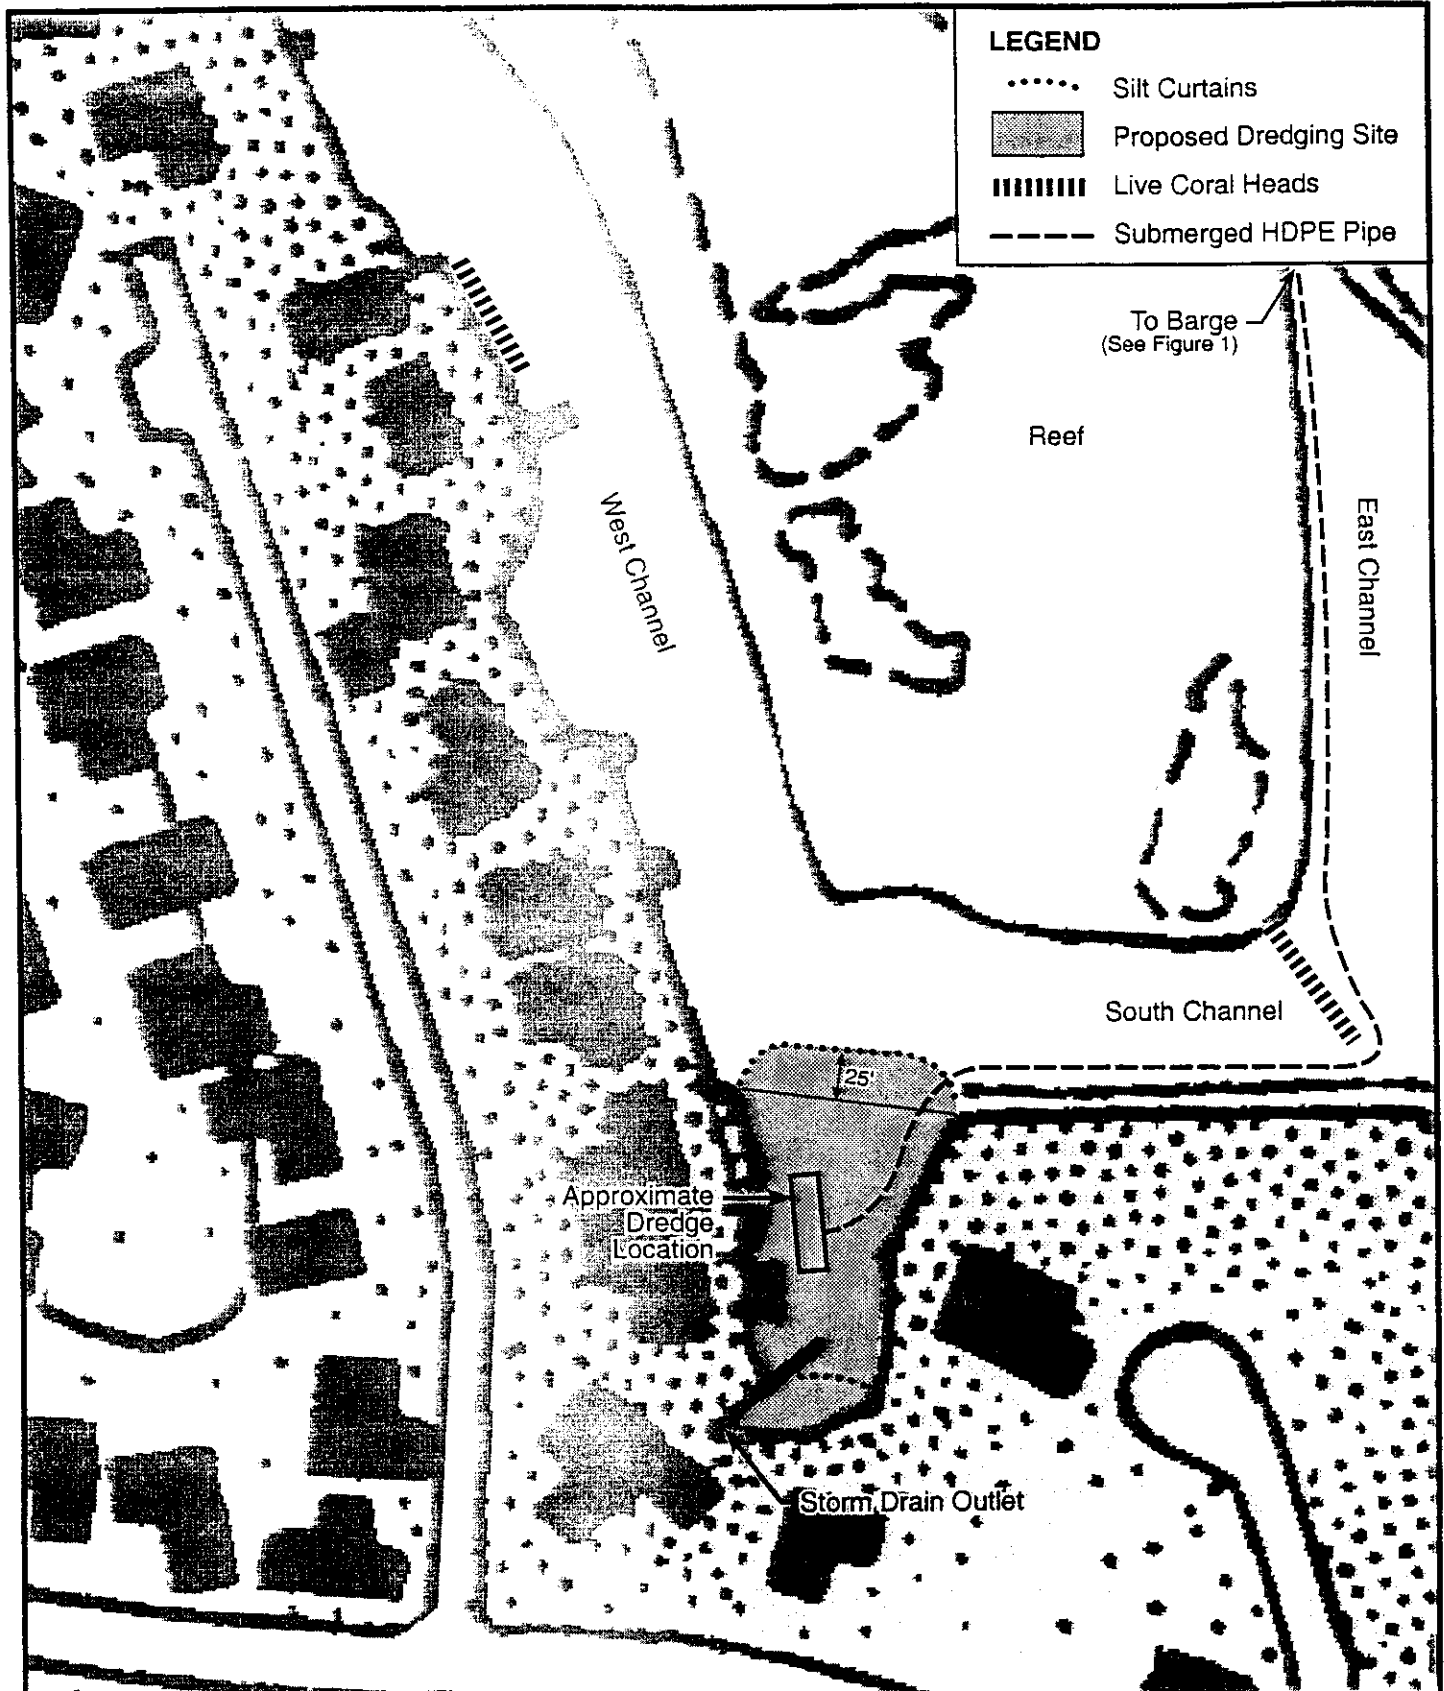 LEGEND
Silt Curtains
Proposed Dredging Site
Live Coral Heads
Submerged HDPE Pipe
To Barge
(See Figure 1)
Reef
West Channel
East Channel
South Channel
25'
Approximate
Dredge
Location
Storm Drain Outlet